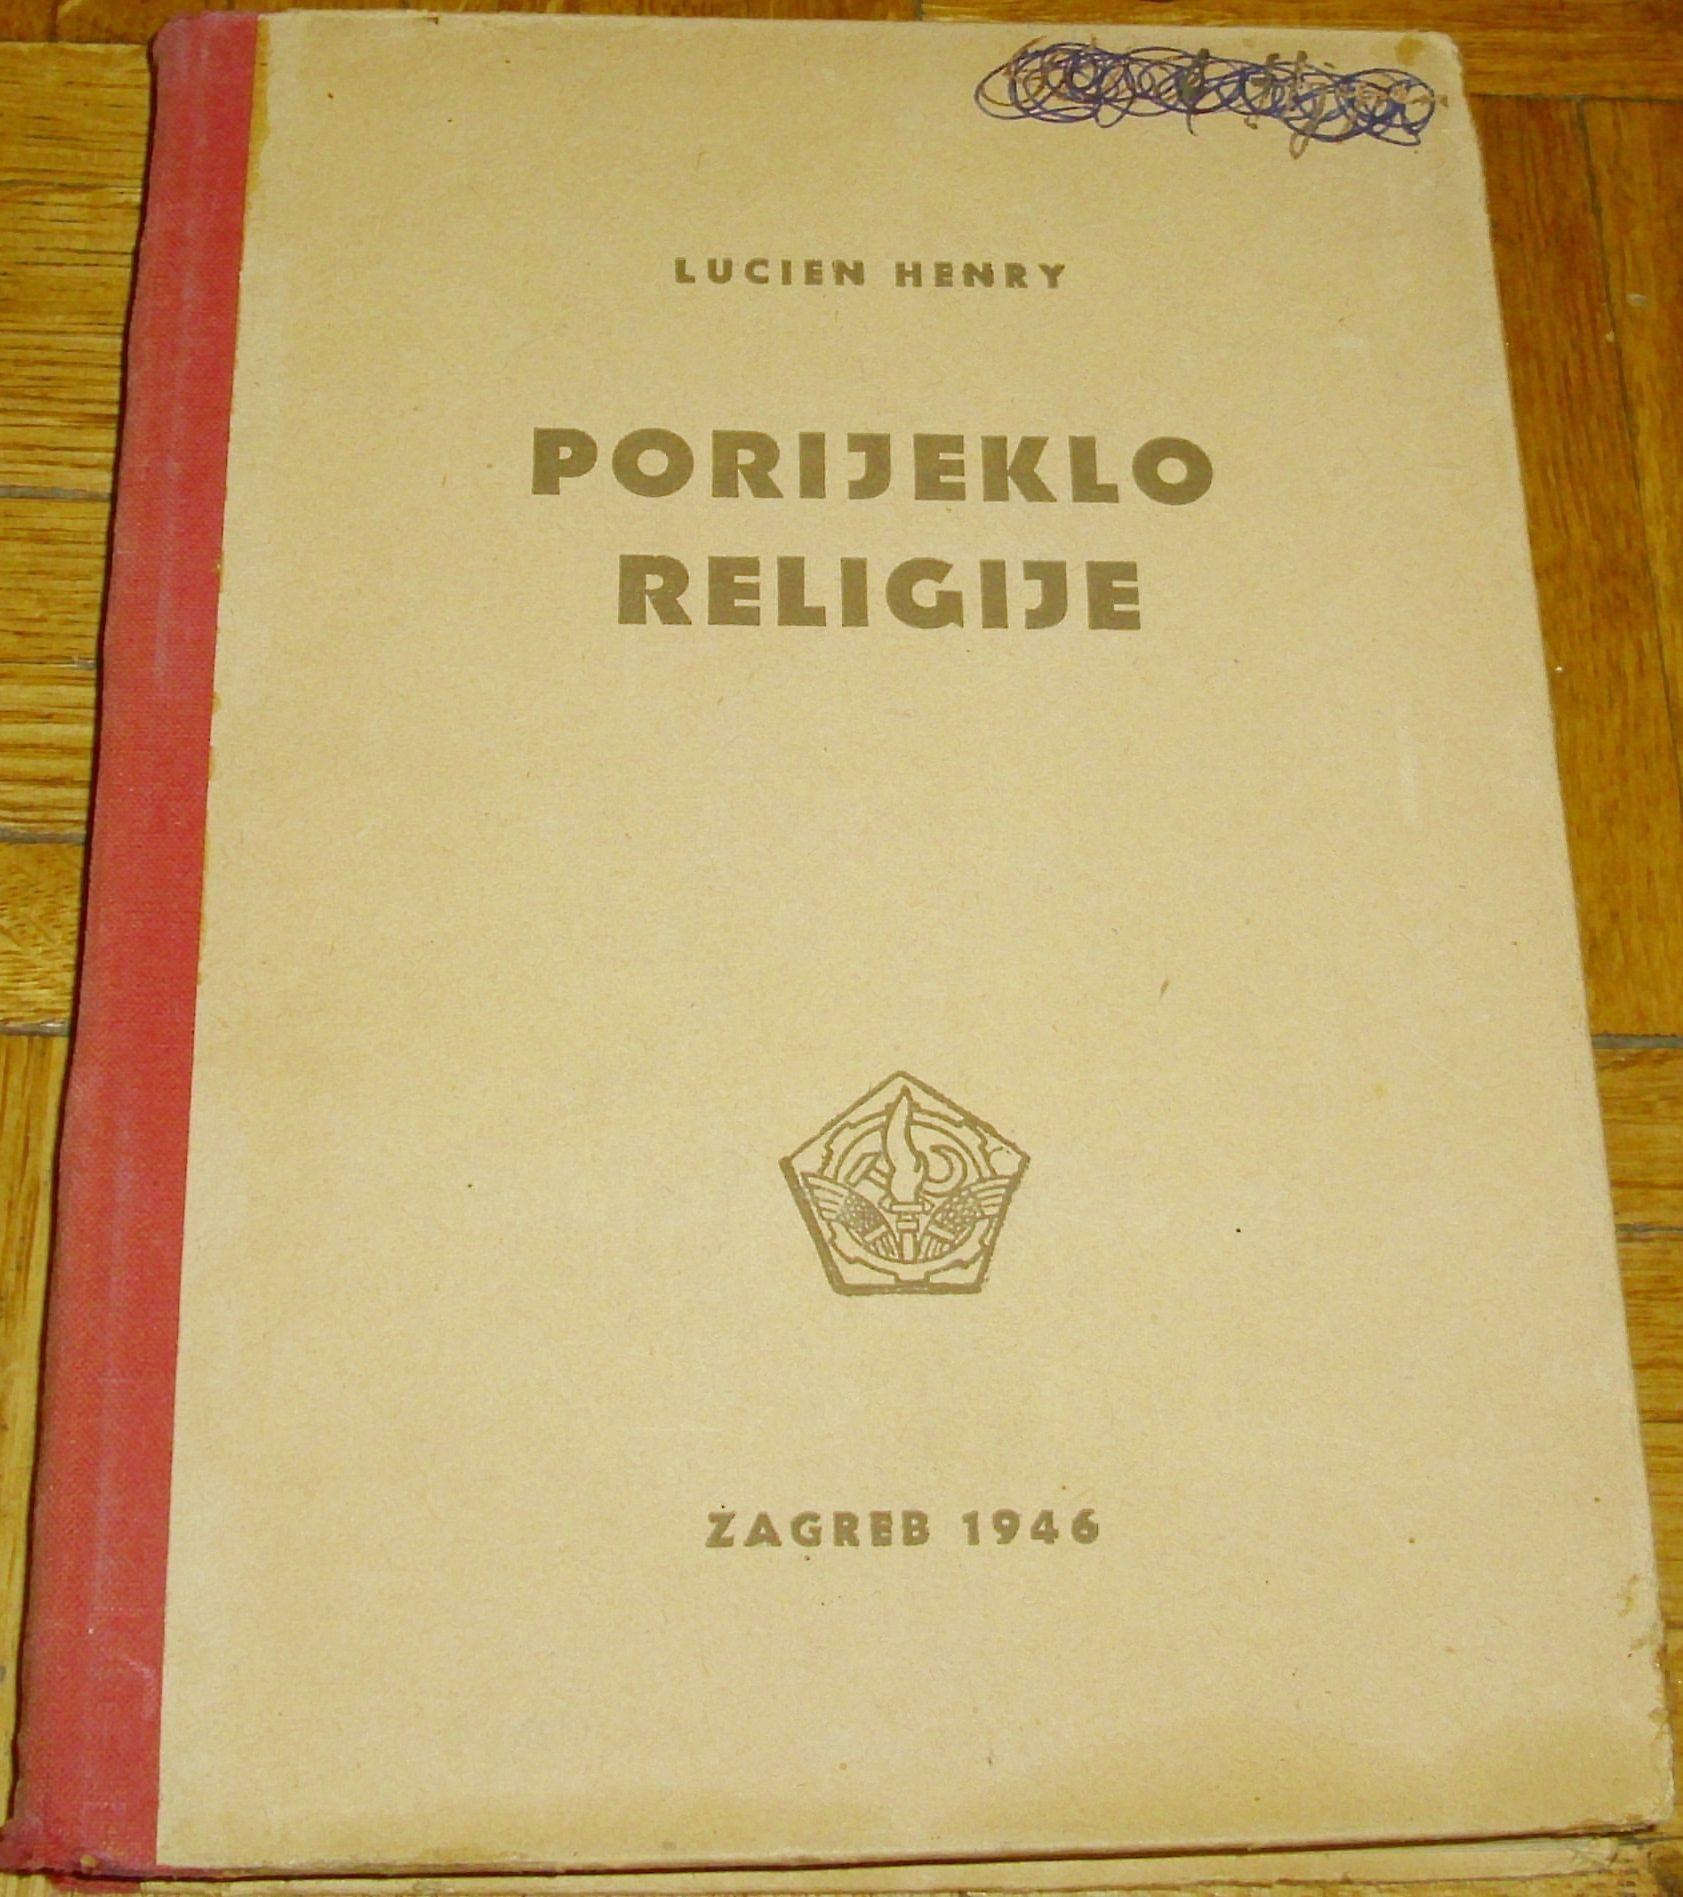 LUCIEN HENRY
PORIJEKLO
RELIGIJE
ZAGREB 1946